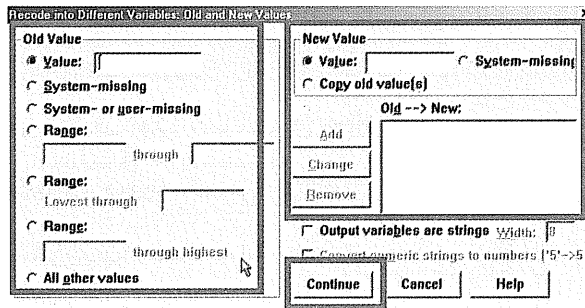 Recode into Different Variables: Old and New Values
Old Value
Value:
System-missing
System- or user-missing
Range:
through
Range:
Lowest through
Range:
through highest
All other values
New Value
Value:
System-missing
Copy old value(s)
Old --> New:
Add
Change
Remove
Output variables are strings Width: 8
Convert numeric strings to numbers ('5'->5
Continue
Cancel
Help